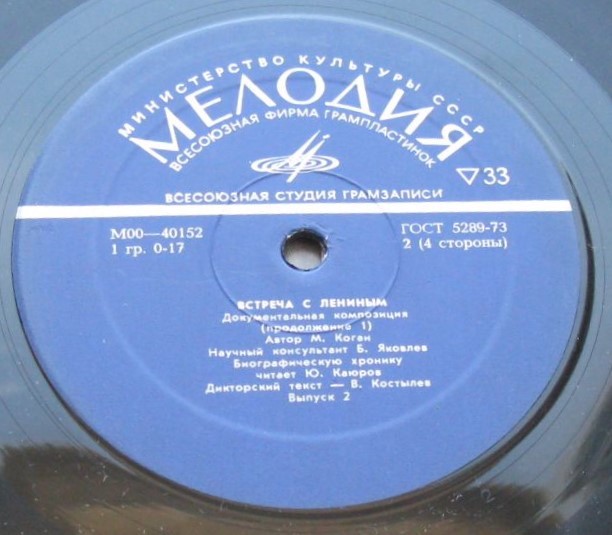 МИНИСТЕРСТВО КУЛЬТУРЫ СССР
МЕЛОДИЯ
ВСЕСОЮЗНАЯ ФИРМА ГРАМПЛАСТИНОК
▽33
ВСЕСОЮЗНАЯ СТУДИЯ ГРАМЗАПИСИ
М00—40152
1 гр. 0-17
ГОСТ 5289-73
2 (4 стороны)
ВСТРЕЧА С ЛЕНИНЫМ
Документальная композиция
(продолжение 1)
Автор М. Коган
Научный консультант Б. Яковлев
Биографическую хронику
читает Ю. Каюров
Дикторский текст — В. Костылев
Выпуск 2